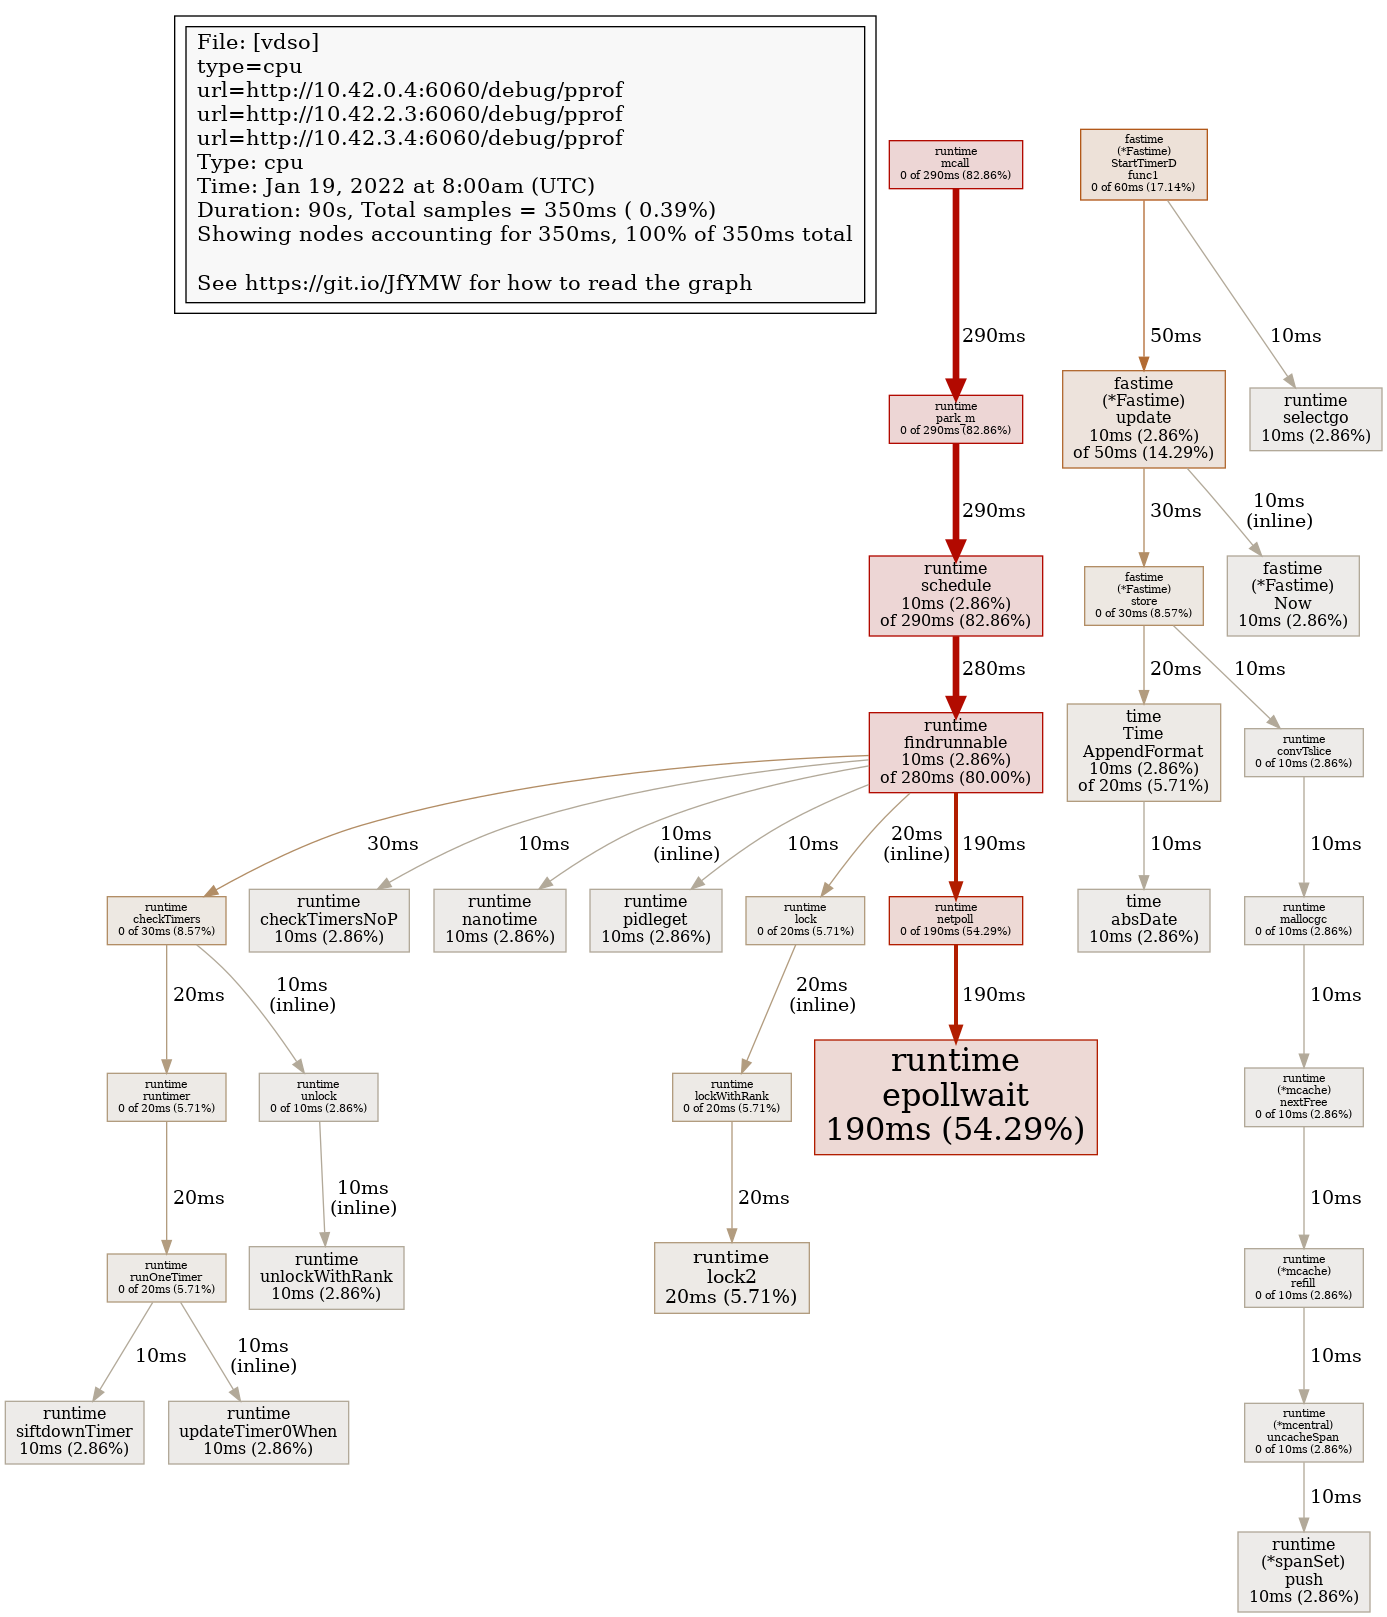 File: [vdso]
type=cpu
url=http://10.42.0.4:6060/debug/pprof
url=http://10.42.2.3:6060/debug/pprof
url=http://10.42.3.4:6060/debug/pprof
Type: cpu
Time: Jan 19, 2022 at 8:00am (UTC)
Duration: 90s, Total samples = 350ms ( 0.39%)
Showing nodes accounting for 350ms, 100% of 350ms total
See https://git.io/JfYMW for how to read the graph
runtime
mcall
0 of 290ms (82.86%)
fastime
(*Fastime)
StartTimerD
func1
0 of 60ms (17.14%)
290ms
50ms
10ms
runtime
park_m
0 of 290ms (82.86%)
fastime
(*Fastime)
update
10ms (2.86%)
of 50ms (14.29%)
runtime
selectgo
10ms (2.86%)
290ms
30ms
10ms
(inline)
runtime
schedule
10ms (2.86%)
of 290ms (82.86%)
fastime
(*Fastime)
store
0 of 30ms (8.57%)
fastime
(*Fastime)
Now
10ms (2.86%)
280ms
20ms
10ms
runtime
findrunnable
10ms (2.86%)
of 280ms (80.00%)
time
Time
AppendFormat
10ms (2.86%)
of 20ms (5.71%)
runtime
convTslice
0 of 10ms (2.86%)
30ms
10ms
10ms
(inline)
10ms
20ms
(inline)
190ms
10ms
10ms
runtime
checkTimers
0 of 30ms (8.57%)
runtime
checkTimersNoP
10ms (2.86%)
runtime
nanotime
10ms (2.86%)
runtime
pidleget
10ms (2.86%)
runtime
lock
0 of 20ms (5.71%)
runtime
netpoll
0 of 190ms (54.29%)
time
absDate
10ms (2.86%)
runtime
mallocgc
0 of 10ms (2.86%)
20ms
10ms
(inline)
20ms
(inline)
190ms
10ms
runtime
runtimer
0 of 20ms (5.71%)
runtime
unlock
0 of 10ms (2.86%)
runtime
lockWithRank
0 of 20ms (5.71%)
runtime
epollwait
190ms (54.29%)
runtime
(*mcache)
nextFree
0 of 10ms (2.86%)
20ms
10ms
(inline)
20ms
10ms
runtime
runOneTimer
0 of 20ms (5.71%)
runtime
unlockWithRank
10ms (2.86%)
runtime
lock2
20ms (5.71%)
runtime
(*mcache)
refill
0 of 10ms (2.86%)
10ms
10ms
(inline)
10ms
runtime
siftdownTimer
10ms (2.86%)
runtime
updateTimer0When
10ms (2.86%)
runtime
(*mcentral)
uncacheSpan
0 of 10ms (2.86%)
10ms
runtime
(*spanSet)
push
10ms (2.86%)